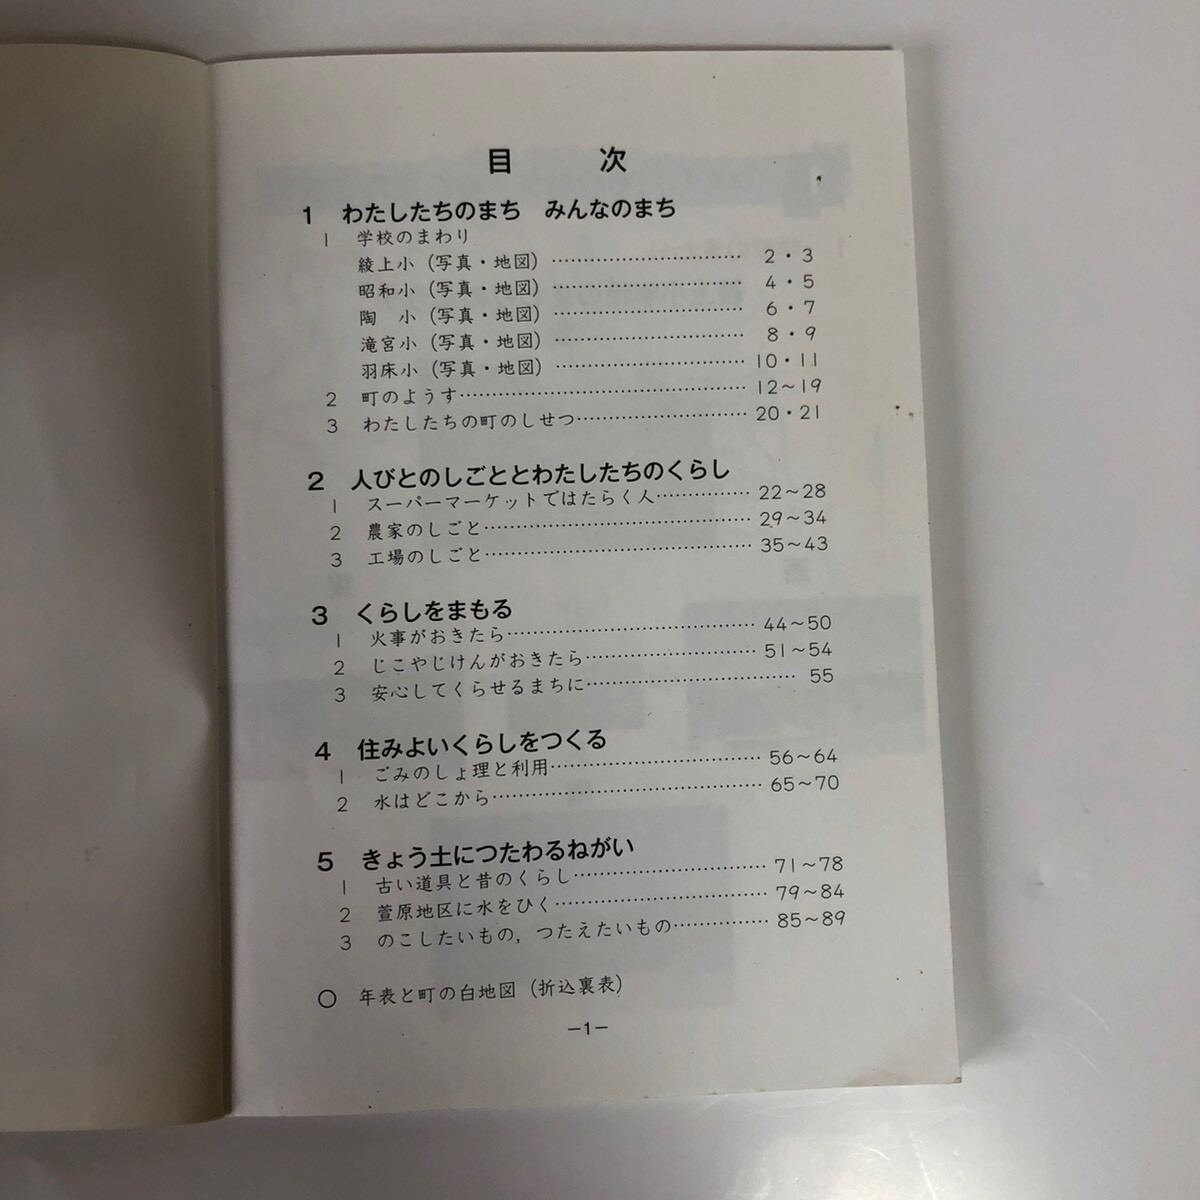 目 次
1 わたしたちのまち みんなのまち
1 学校のまわり
綾上小（写真・地図）……………………… 2・3
昭和小（写真・地図）……………………… 4・5
陶 小（写真・地図）……………………… 6・7
滝宮小（写真・地図）……………………… 8・9
羽床小（写真・地図）……………………… 10・11
2 町のようす……………………………… 12～19
3 わたしたちの町のしせつ……………… 20・21
2 人びとのしごととわたしたちのくらし
1 スーパーマーケットではたらく人……… 22～28
2 農家のしごと…………………………… 29～34
3 工場のしごと…………………………… 35～43
3 くらしをまもる
1 火事がおきたら………………………… 44～50
2 じこやじけんがおきたら……………… 51～54
3 安心してくらせるまちに……………… 55
4 住みよいくらしをつくる
1 ごみのしょ理と利用…………………… 56～64
2 水はどこから…………………………… 65～70
5 きょう土につたわるねがい
1 古い道具と昔のくらし………………… 71～78
2 萱原地区に水をひく…………………… 79～84
3 のこしたいもの，つたえたいもの……… 85～89
○ 年表と町の白地図（折込裏表）
－1－